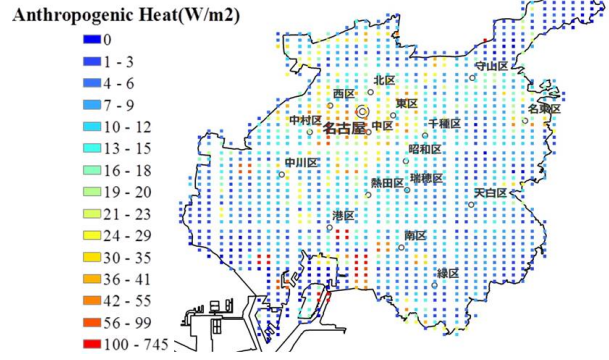 Anthropogenic Heat(W/m2)
0
1 - 3
4 - 6
7 - 9
10 - 12
13 - 15
16 - 18
19 - 20
21 - 23
24 - 29
30 - 35
36 - 41
42 - 55
56 - 99
100 - 745
守山区
北区
西区
東区
名東区
中村区
名古屋
中区
千種区
昭和区
中川区
熱田区
瑞穂区
天白区
港区
南区
緑区